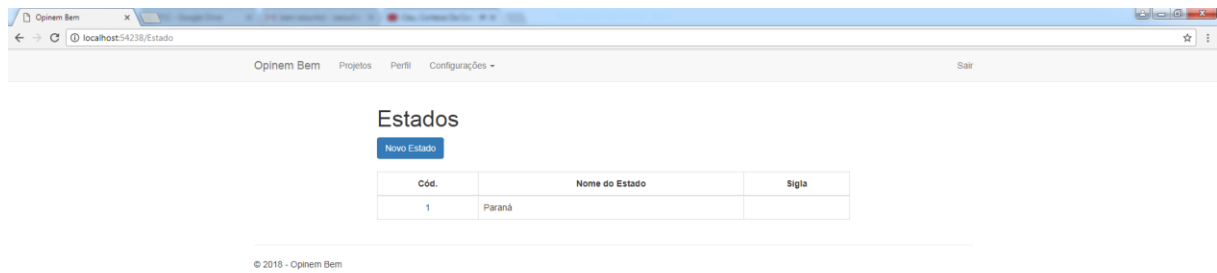 Opinem Bem
localhost:54238/Estado
Opinem Bem Projetos Perfil Configurações Sair
Estados
Novo Estado
Cód. Nome do Estado Sigla
1 Paraná
© 2018 - Opinem Bem